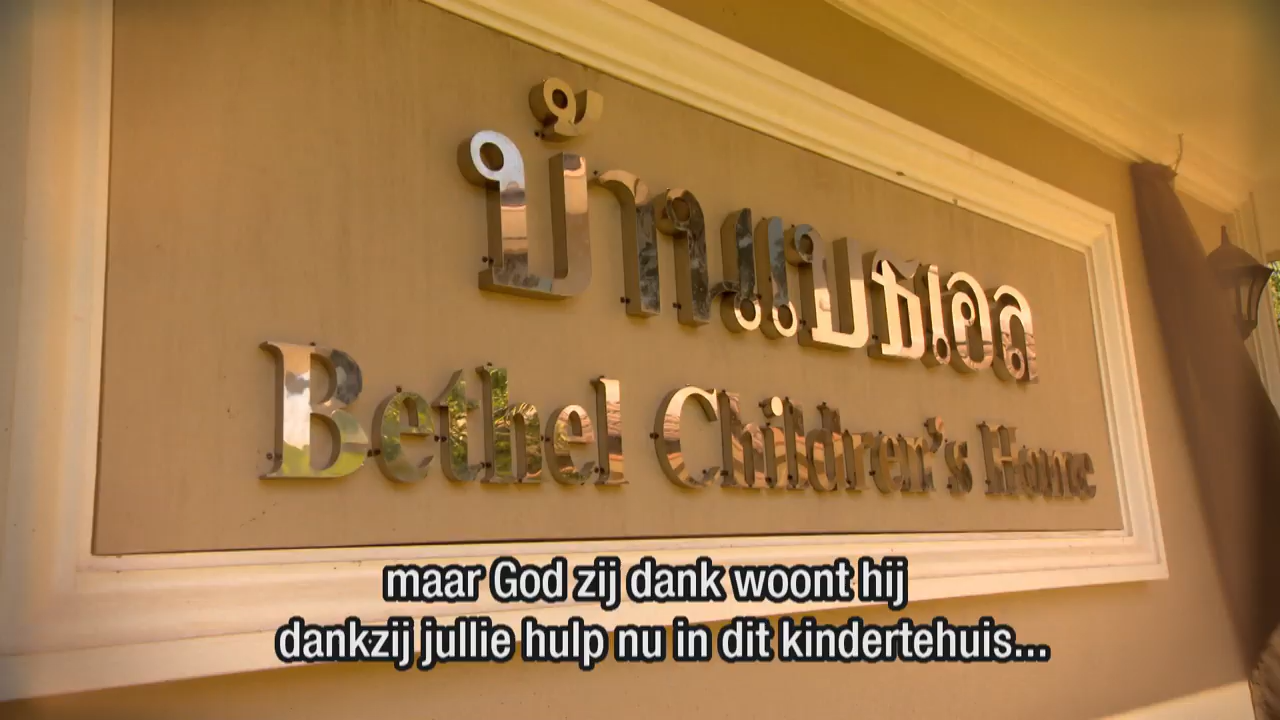 บ้านเบธเอล
Bethel Children's Home
maar God zij dank woont hij
dankzij jullie hulp nu in dit kindertehuis...